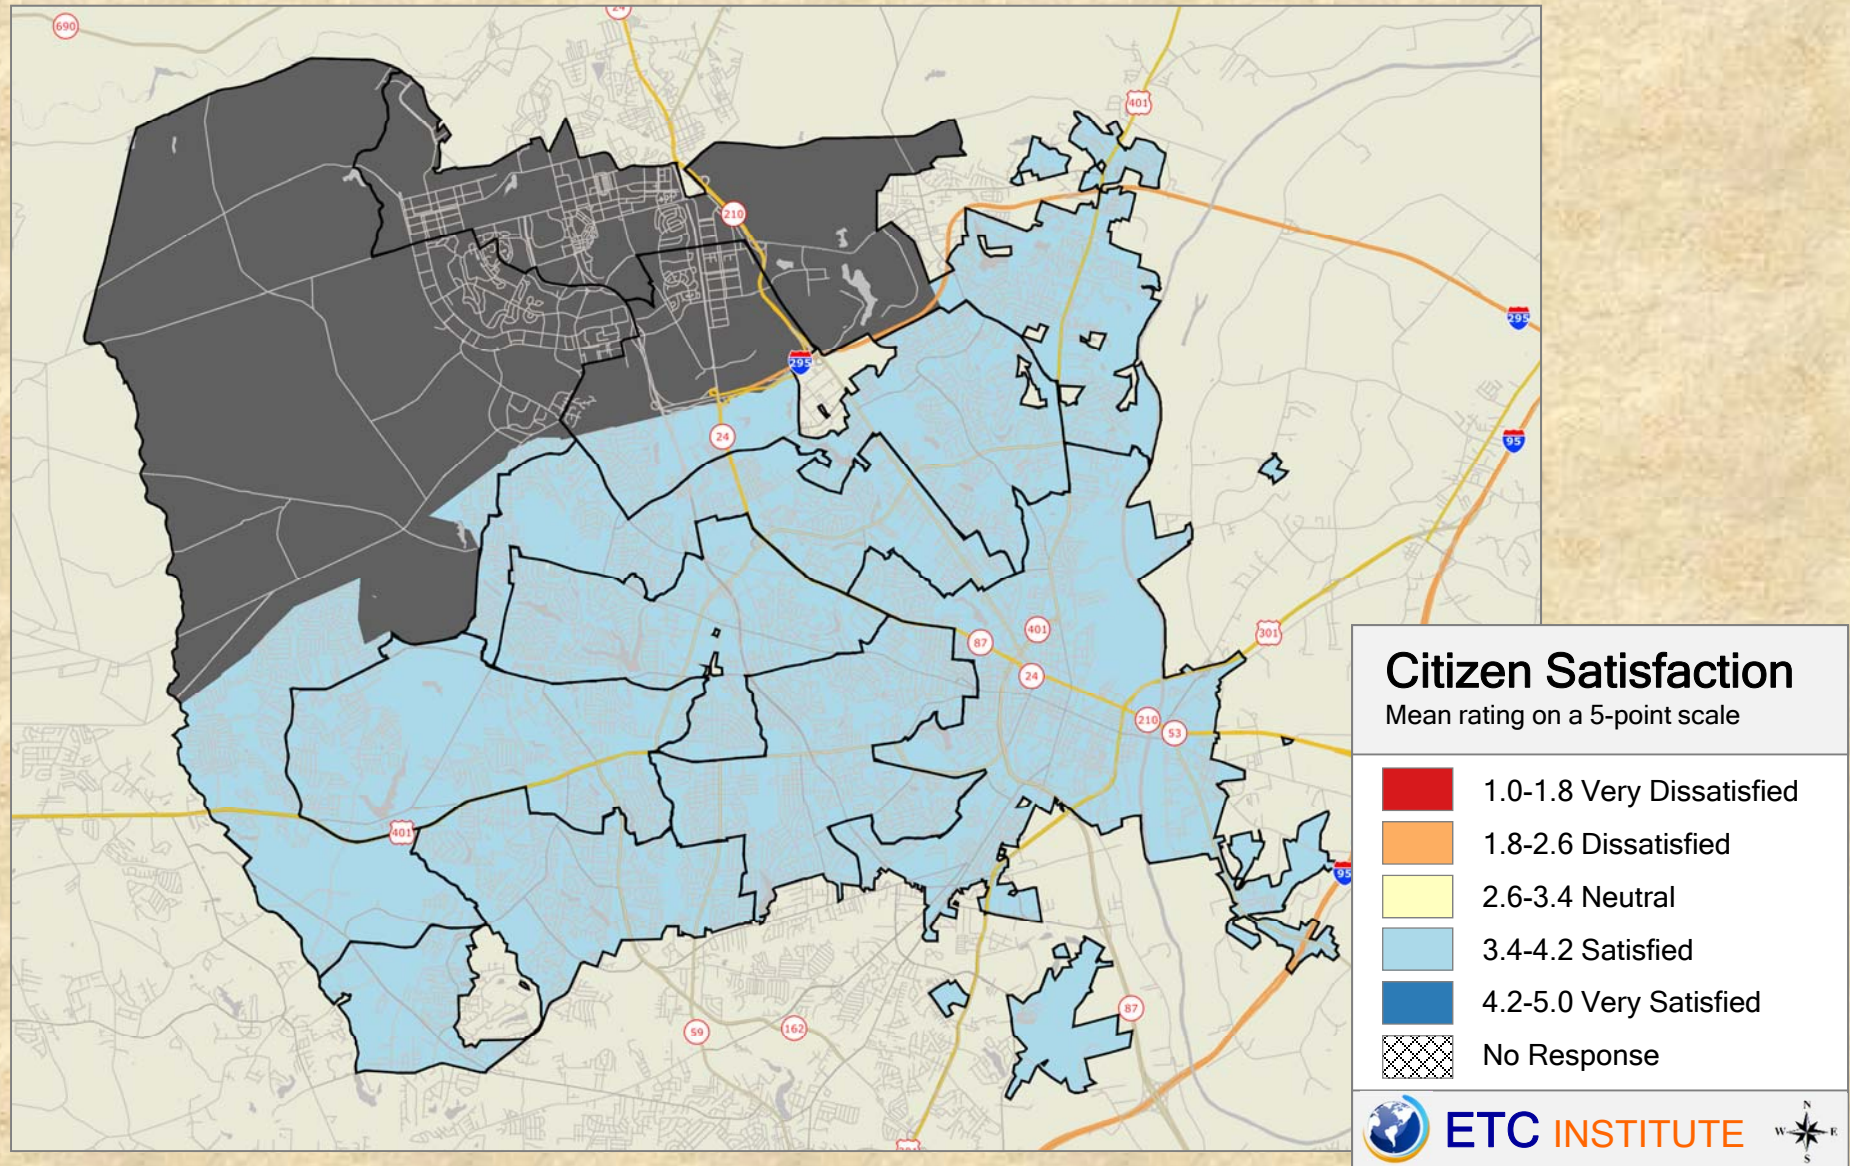 24
690
401
210
295
295
24
95
87
401
301
24
210
53
401
95
87
59
162
Citizen Satisfaction
Mean rating on a 5-point scale
1.0-1.8 Very Dissatisfied
1.8-2.6 Dissatisfied
2.6-3.4 Neutral
3.4-4.2 Satisfied
4.2-5.0 Very Satisfied
No Response
ETC INSTITUTE
N
W
E
S